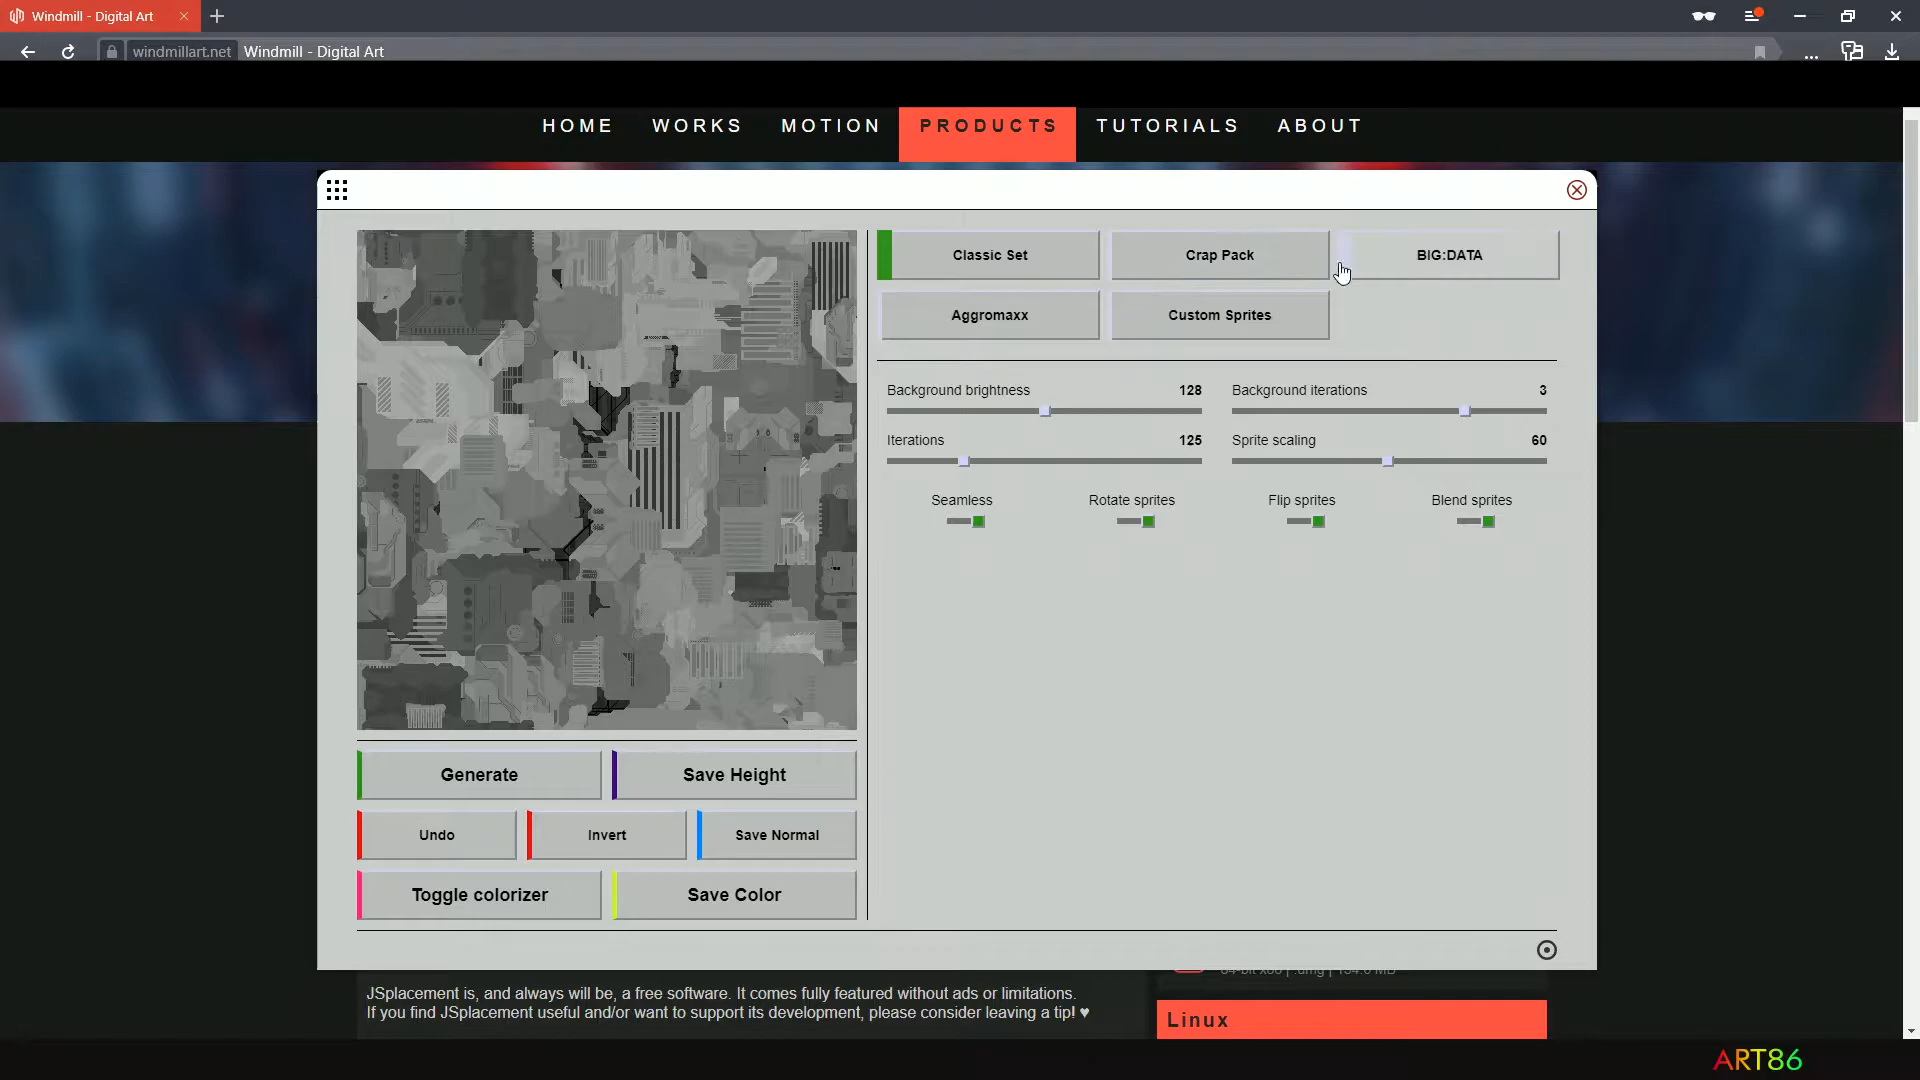 Windmill - Digital Art
windmillart.net Windmill - Digital Art
HOME WORKS MOTION PRODUCTS TUTORIALS ABOUT
Classic Set
Crap Pack
BIG:DATA
Aggromaxx
Custom Sprites
Background brightness 128
Background iterations 3
Iterations 125
Sprite scaling 60
Seamless
Rotate sprites
Flip sprites
Blend sprites
Generate
Save Height
Undo
Invert
Save Normal
Toggle colorizer
Save Color
JSplacement is, and always will be, a free software. It comes fully featured without ads or limitations.
If you find JSplacement useful and/or want to support its development, please consider leaving a tip! ♥
Linux
ART86